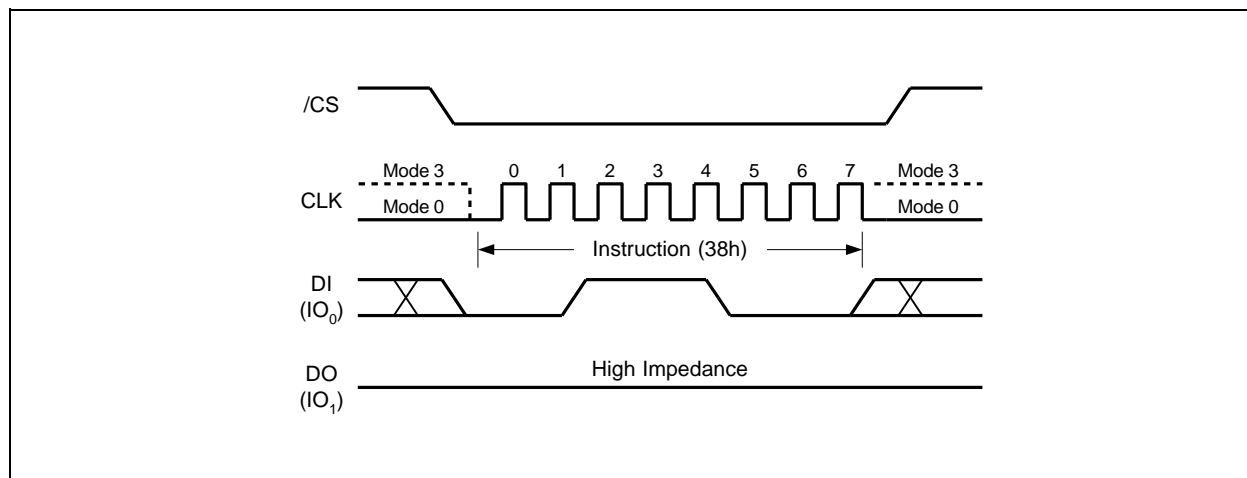 /CS
Mode 3 0 1 2 3 4 5 6 7 Mode 3
CLK
Mode 0 Mode 0
Instruction (38h)
DI
(IO0)
High Impedance
DO
(IO1)